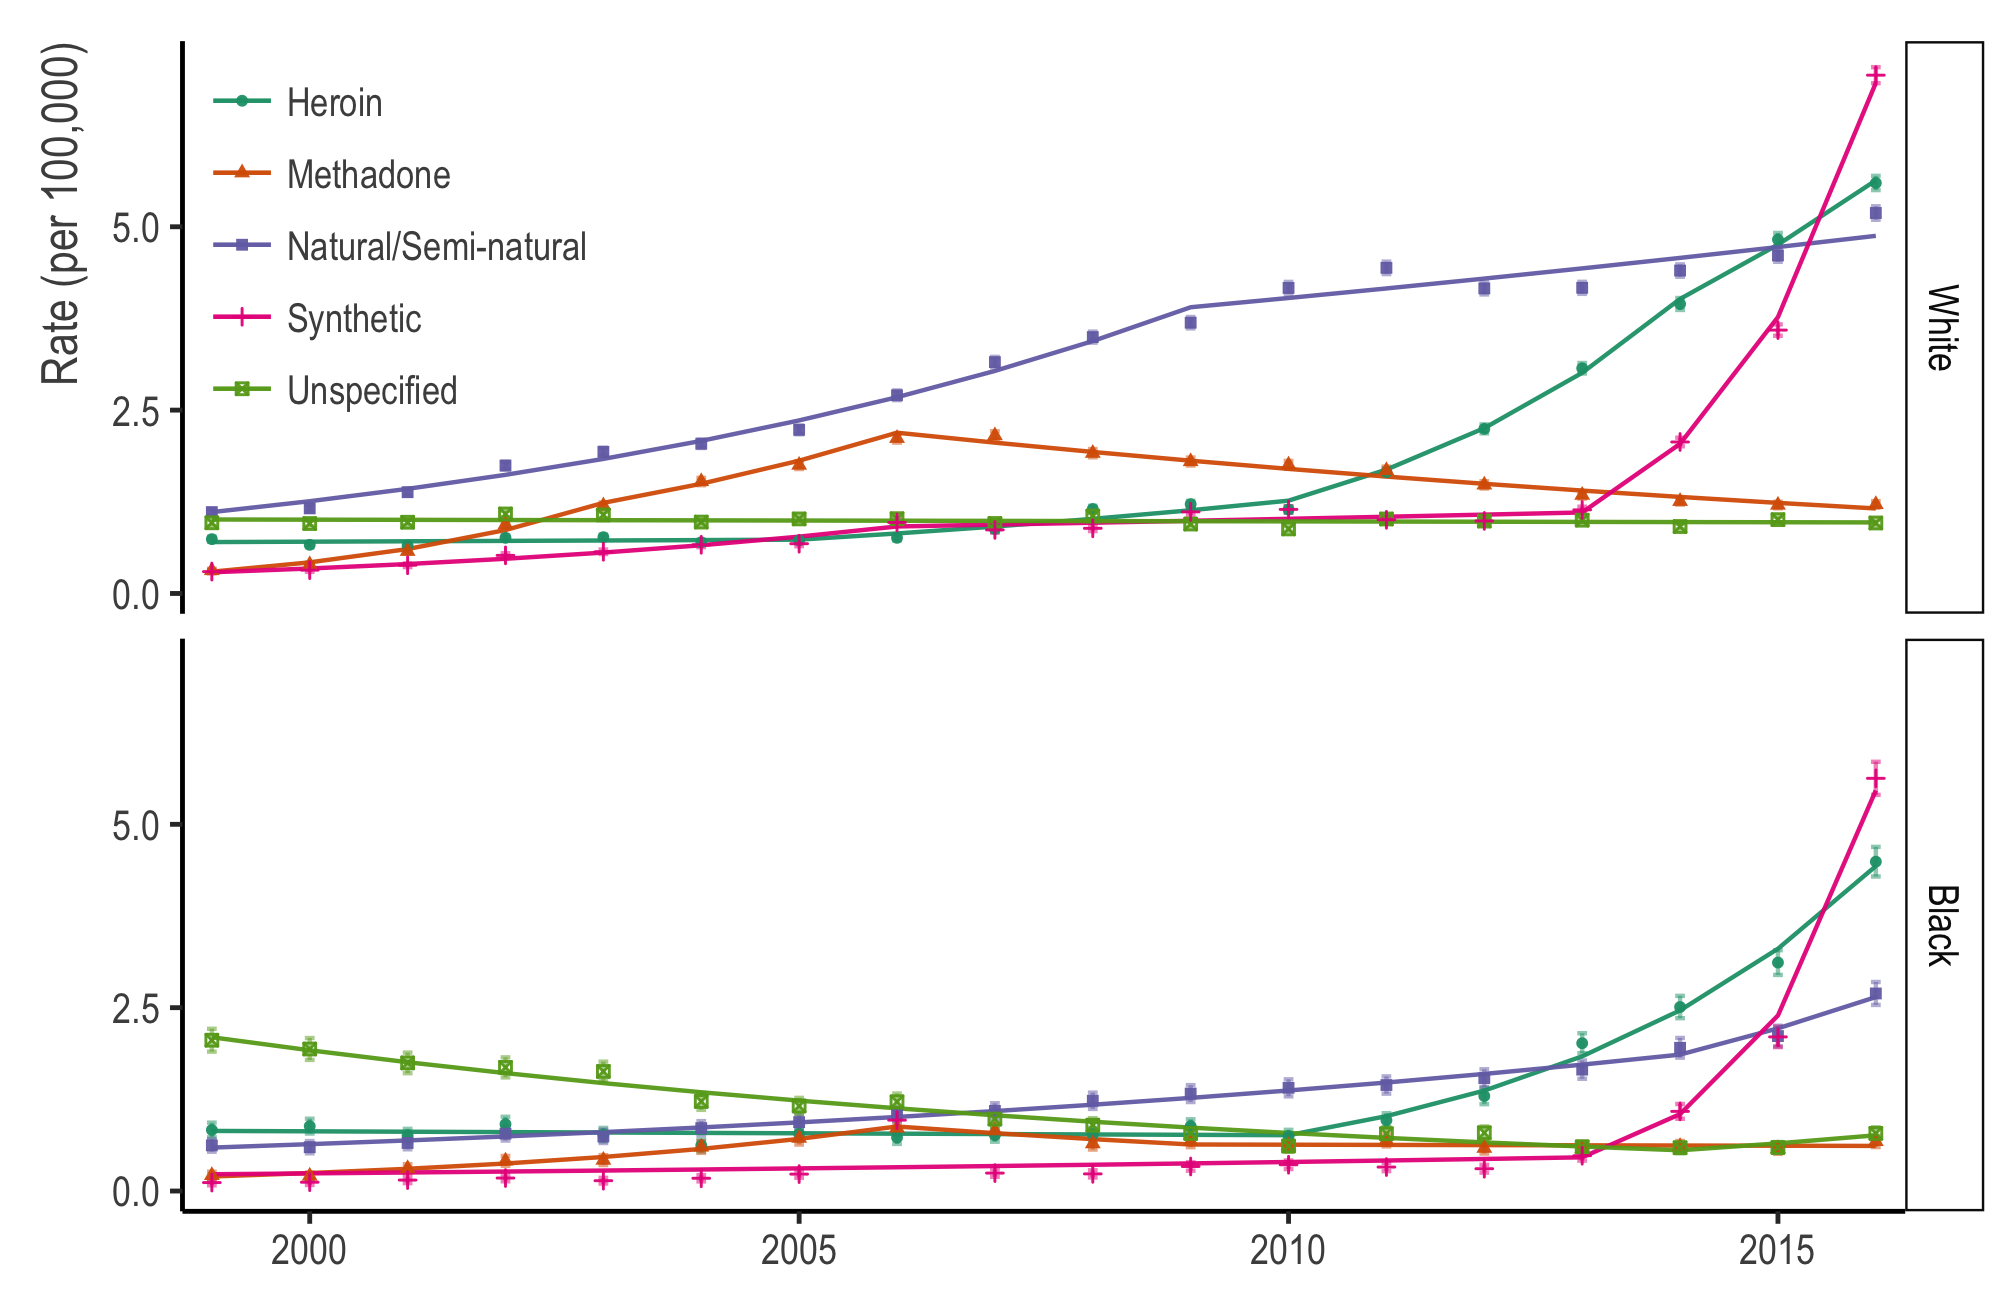 Rate (per 100,000)
Heroin
Methadone
Natural/Semi-natural
Synthetic
Unspecified
5.0
2.5
0.0
White
5.0
2.5
0.0
Black
2000
2005
2010
2015